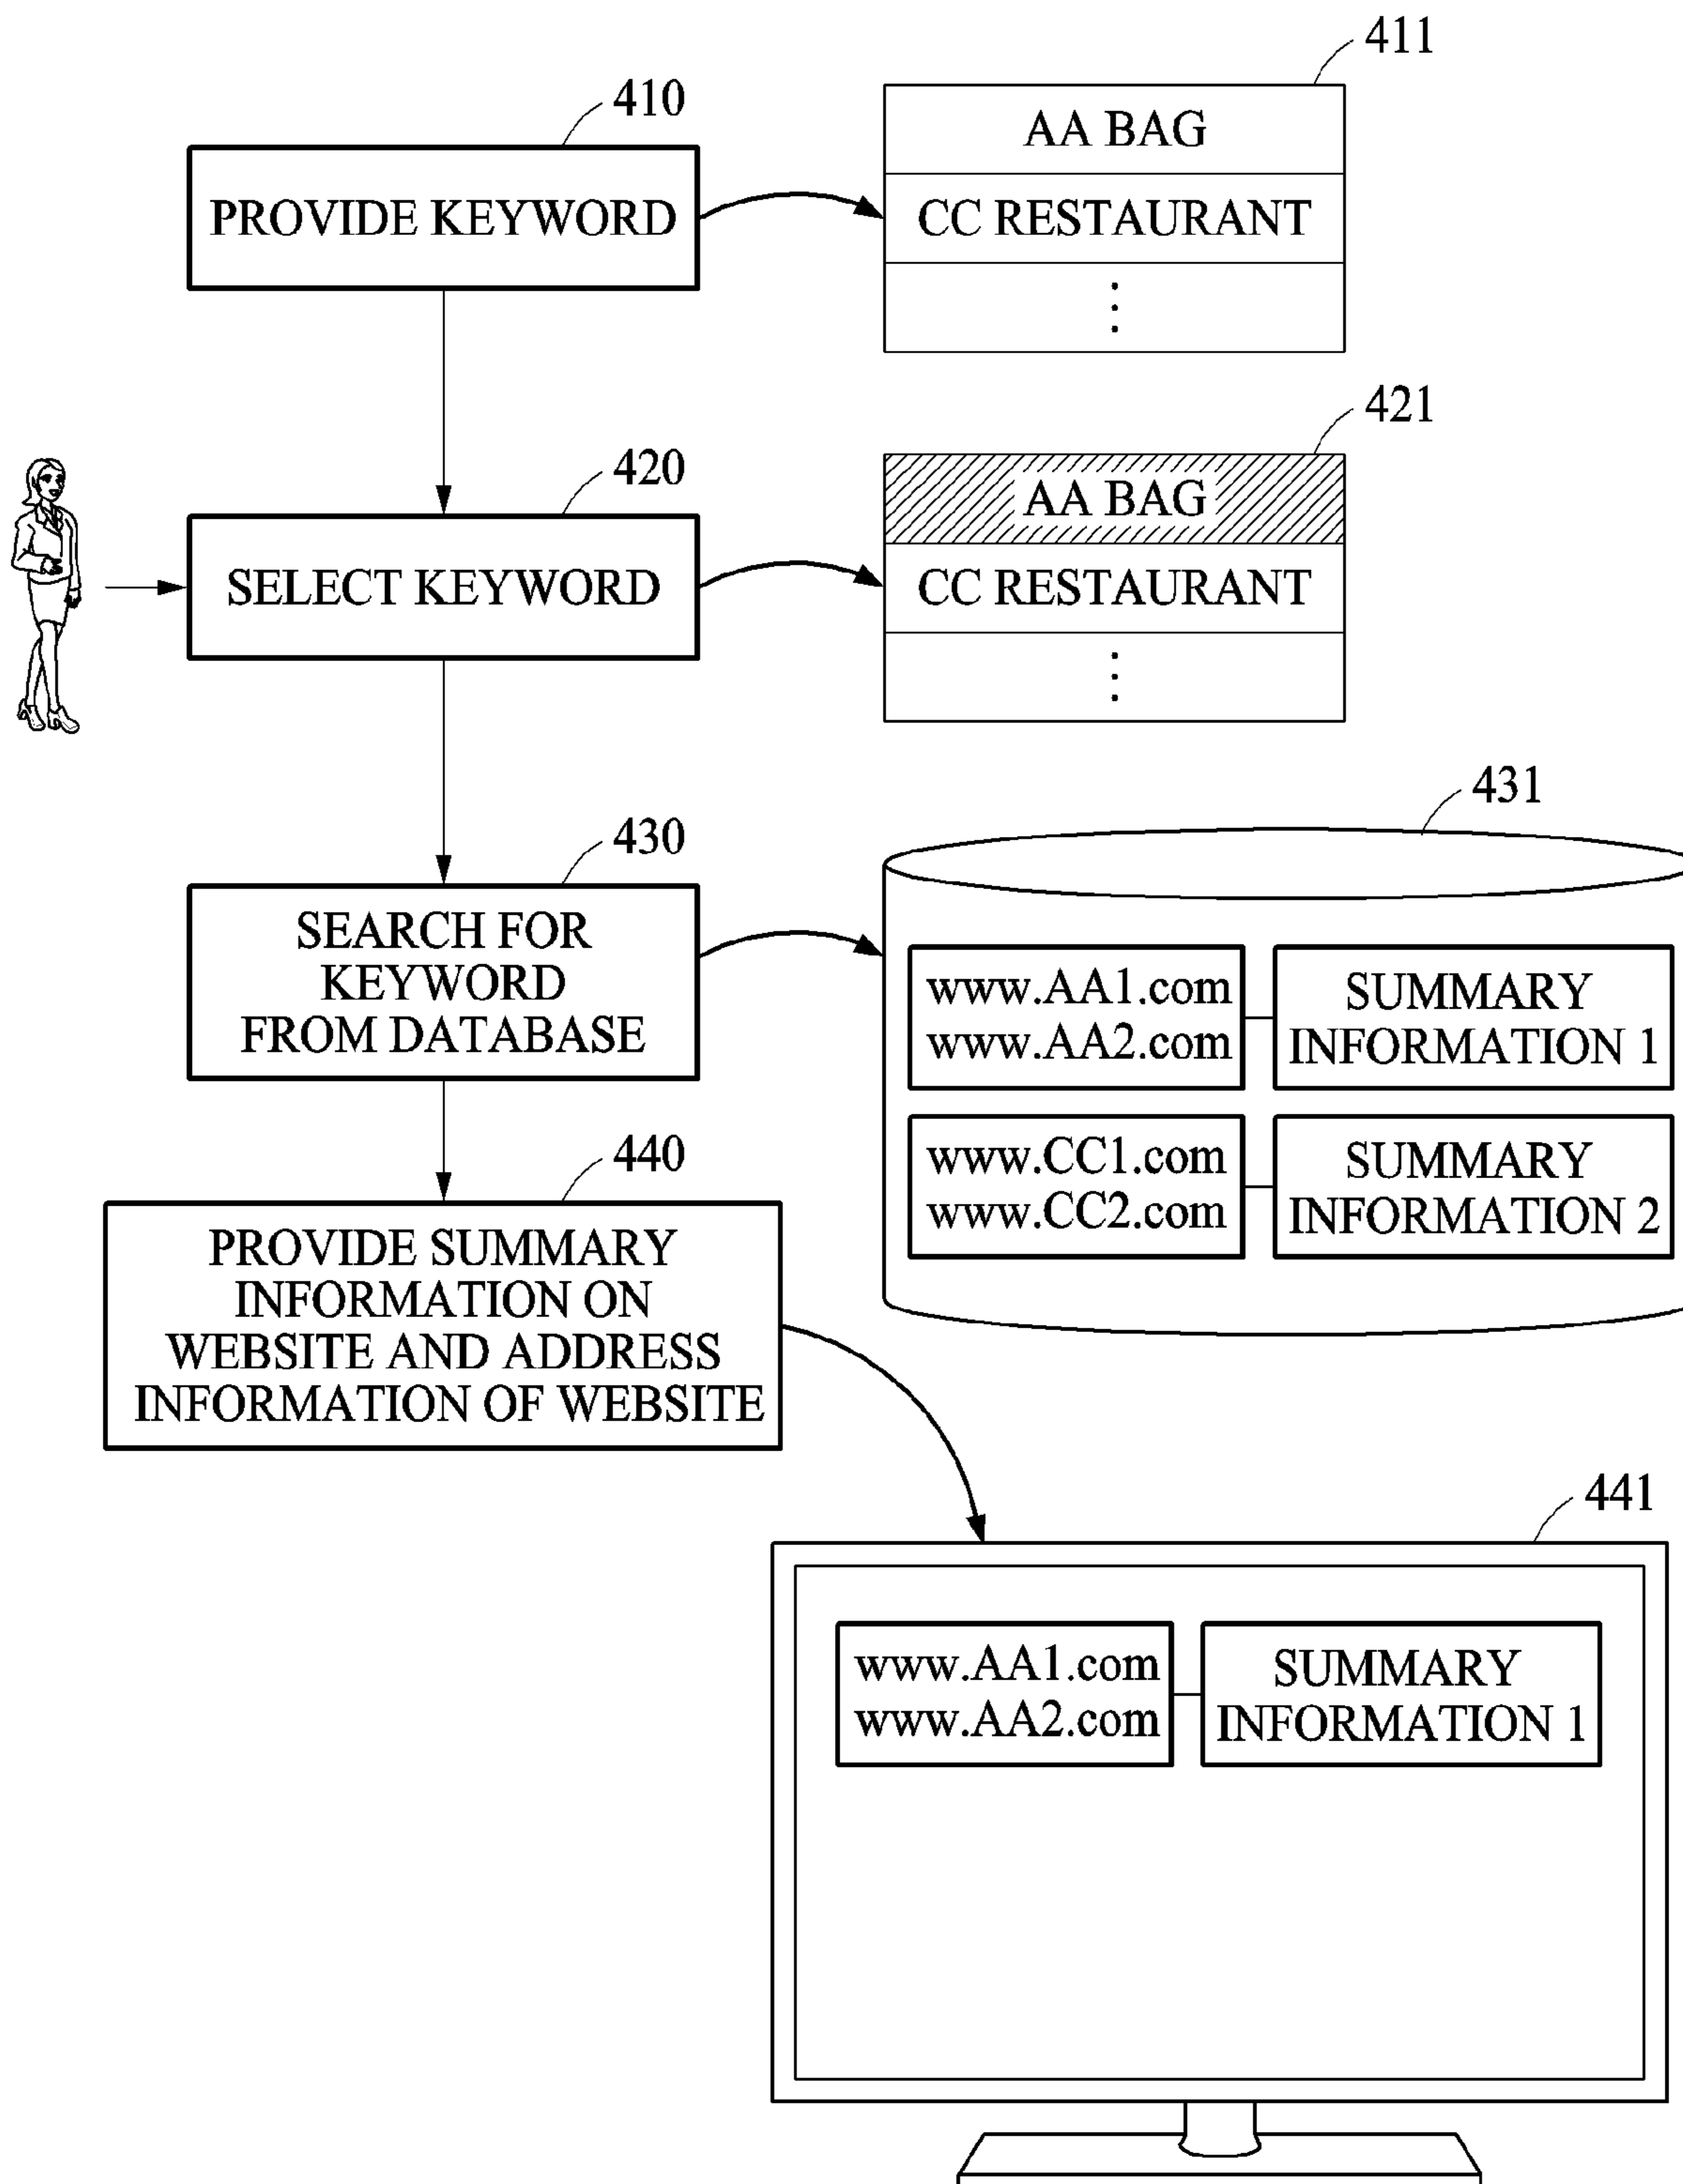 410
PROVIDE KEYWORD
411
AA BAG
CC RESTAURANT
420
SELECT KEYWORD
421
AA BAG
CC RESTAURANT
430
SEARCH FOR
KEYWORD
FROM DATABASE
431
www.AA1.com
www.AA2.com
SUMMARY
INFORMATION 1
www.CC1.com
www.CC2.com
SUMMARY
INFORMATION 2
440
PROVIDE SUMMARY
INFORMATION ON
WEBSITE AND ADDRESS
INFORMATION OF WEBSITE
441
www.AA1.com
www.AA2.com
SUMMARY
INFORMATION 1